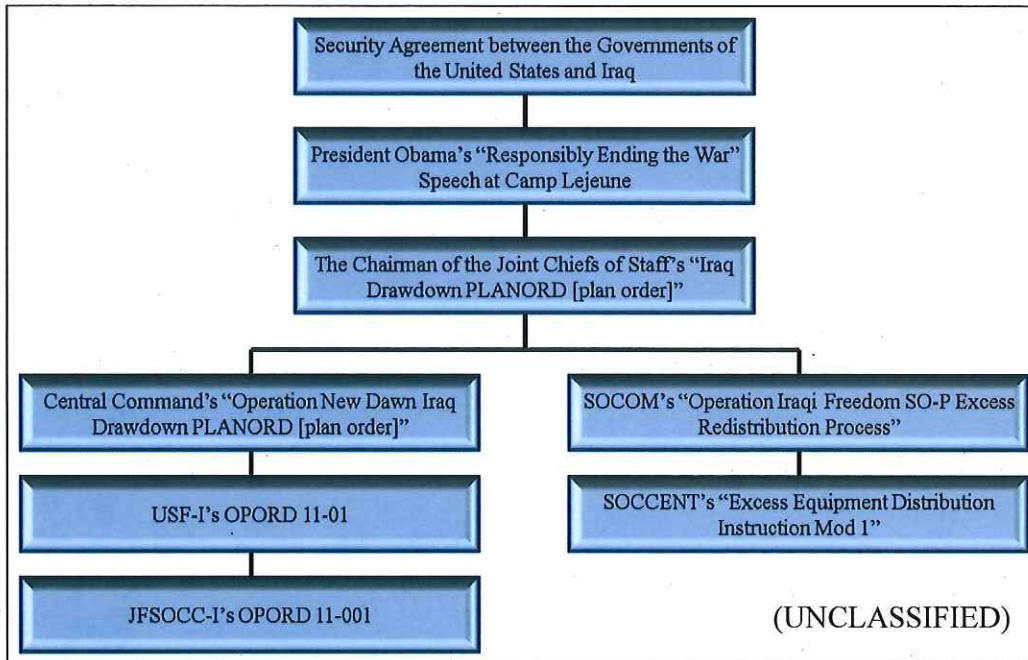 Security Agreement between the Governments of
the United States and Iraq
President Obama's “Responsibly Ending the War”
Speech at Camp Lejeune
The Chairman of the Joint Chiefs of Staff's “Iraq
Drawdown PLANORD [plan order]”
Central Command's “Operation New Dawn Iraq
Drawdown PLANORD [plan order]”
USF-I's OPORD 11-01
JFSOCC-I's OPORD 11-001
SOCOM's “Operation Iraqi Freedom SO-P Excess
Redistribution Process”
SOCCENT's “Excess Equipment Distribution
Instruction Mod 1”
(UNCLASSIFIED)